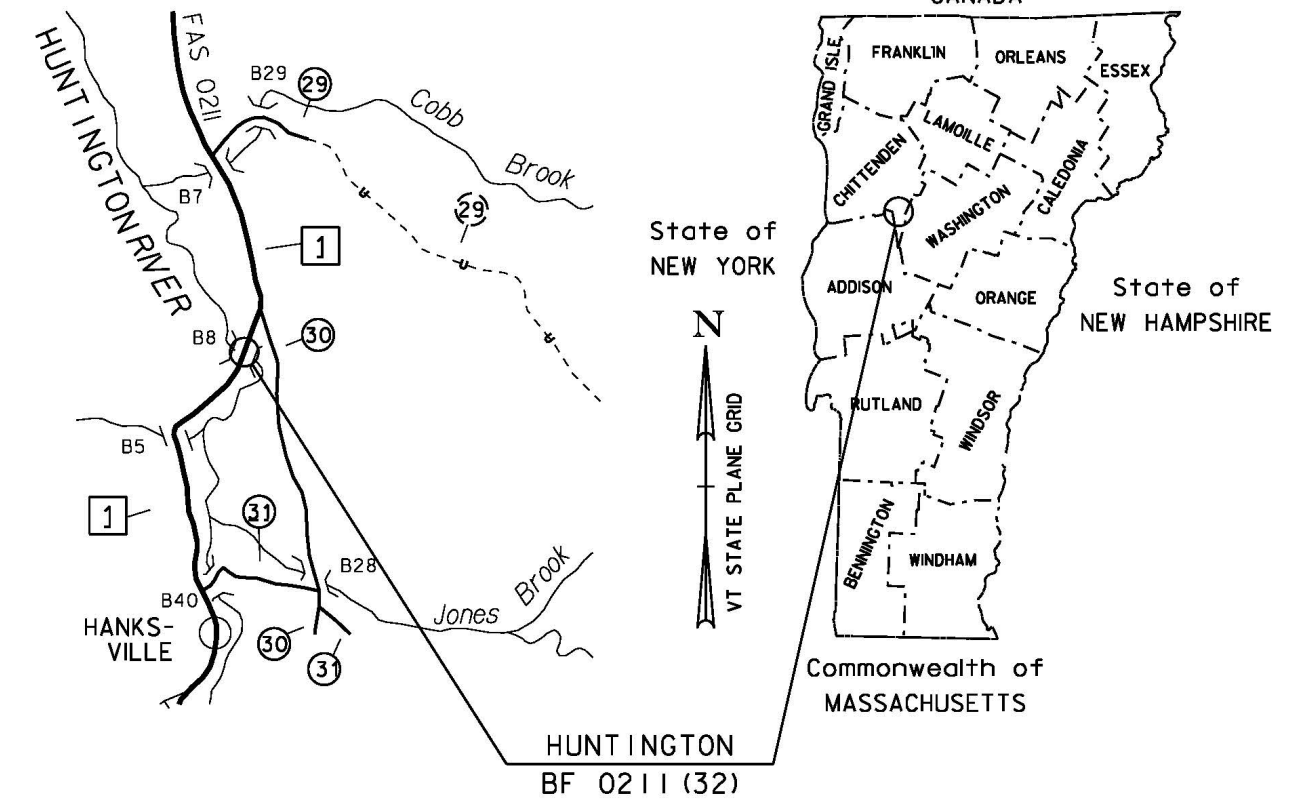 CANADA
HUNTINGTON RIVER
FAS 0211
B29
29
Cobb
Brook
B7
29
1
B8
30
B5
1
31
B28
B40
HANKS-
VILLE
30
31
Jones
Brook
State of
NEW YORK
N
VT STATE PLANE GRID
GRAND ISLE
FRANKLIN
ORLEANS
ESSEX
LAMOILLE
CHITTENDEN
CALEDONIA
WASHINGTON
ADDISON
ORANGE
State of
NEW HAMPSHIRE
RUTLAND
WINDSOR
BENNINGTON
WINDHAM
Commonwealth of
MASSACHUSETTS
HUNTINGTON
BF 0211 (32)